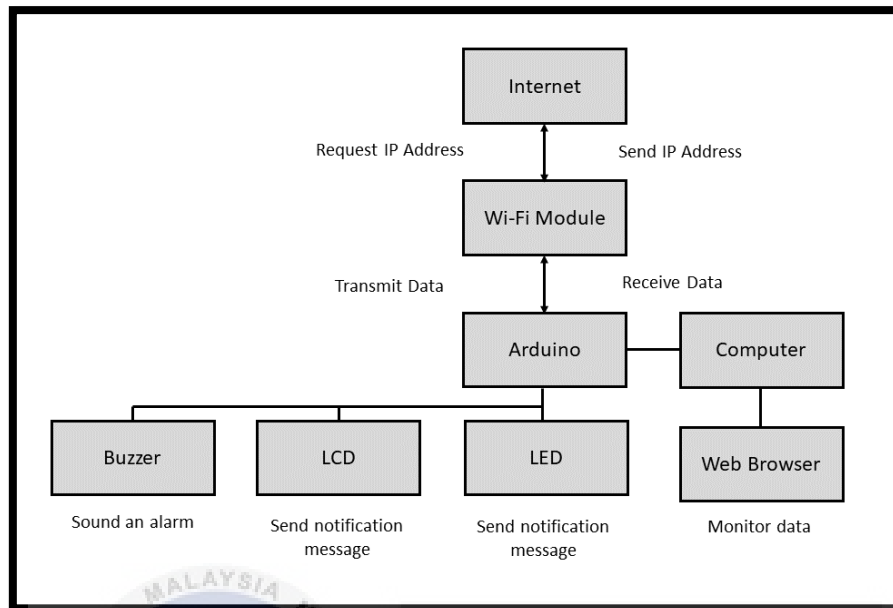 Internet
Request IP Address
Send IP Address
Wi-Fi Module
Transmit Data
Receive Data
Arduino
Computer
Buzzer
LCD
LED
Web Browser
Sound an alarm
Send notification
message
Send notification
message
Monitor data
MALAYSIA